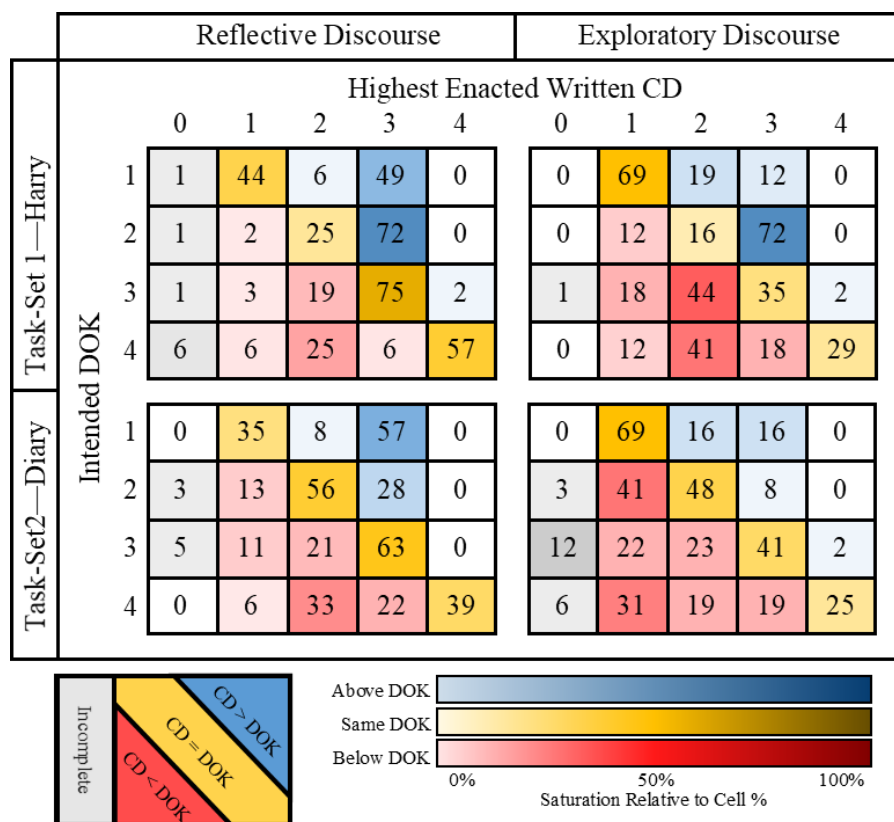 Reflective Discourse Exploratory Discourse
Highest Enacted Written CD
0 1 2 3 4 0 1 2 3 4
Task-Set 1—Harry
Intended DOK
1 1 44 6 49 0 0 69 19 12 0
2 1 2 25 72 0 0 12 16 72 0
3 1 3 19 75 2 1 18 44 35 2
4 6 6 25 6 57 0 12 41 18 29
Task-Set2—Diary
1 0 35 8 57 0 0 69 16 16 0
2 3 13 56 28 0 3 41 48 8 0
3 5 11 21 63 0 12 22 23 41 2
4 0 6 33 22 39 6 31 19 19 25
Incomplete
CD < DOK
CD = DOK
CD > DOK
Above DOK
Same DOK
Below DOK
0% 50% 100%
Saturation Relative to Cell %